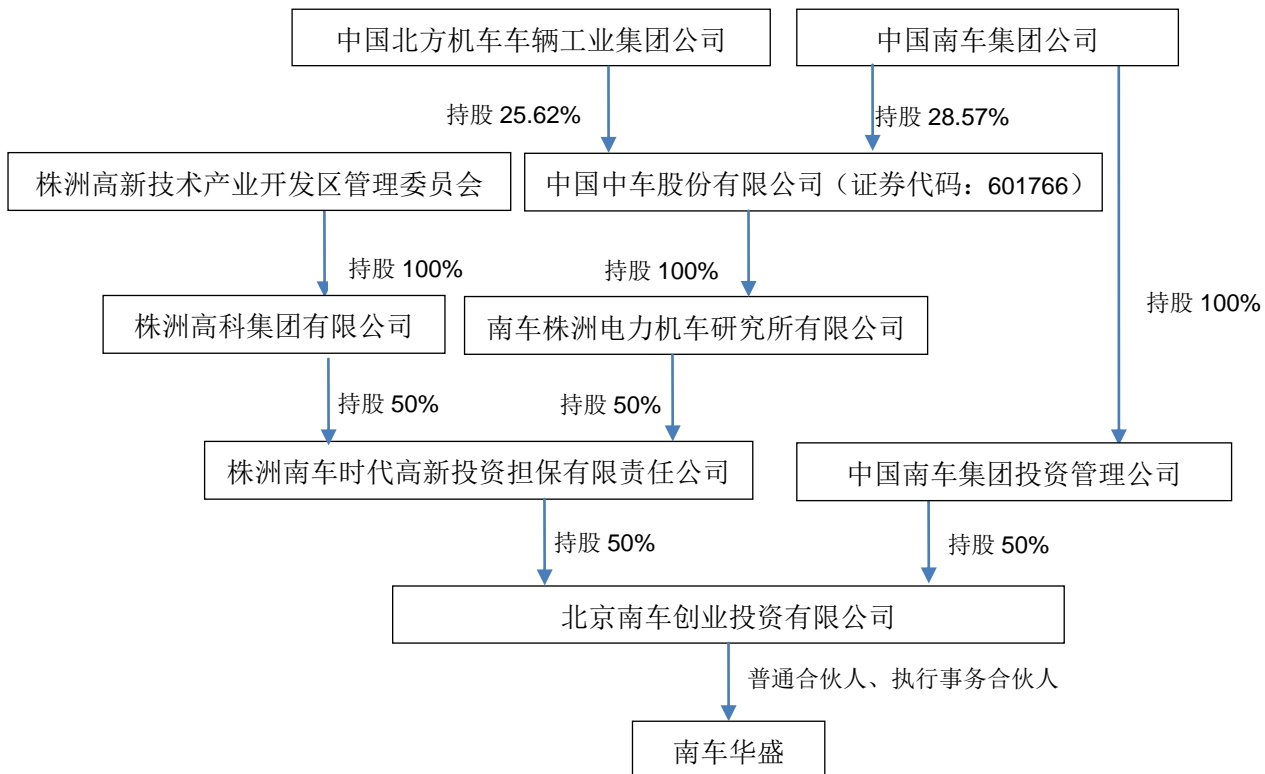 中国北方机车车辆工业集团公司
中国南车集团公司
持股 25.62%
持股 28.57%
株洲高新技术产业开发区管理委员会
中国中车股份有限公司（证券代码：601766）
持股 100%
持股 100%
持股 100%
株洲高科集团有限公司
南车株洲电力机车研究所有限公司
持股 50%
持股 50%
株洲南车时代高新投资担保有限责任公司
中国南车集团投资管理公司
持股 50%
持股 50%
北京南车创业投资有限公司
普通合伙人、执行事务合伙人
南车华盛